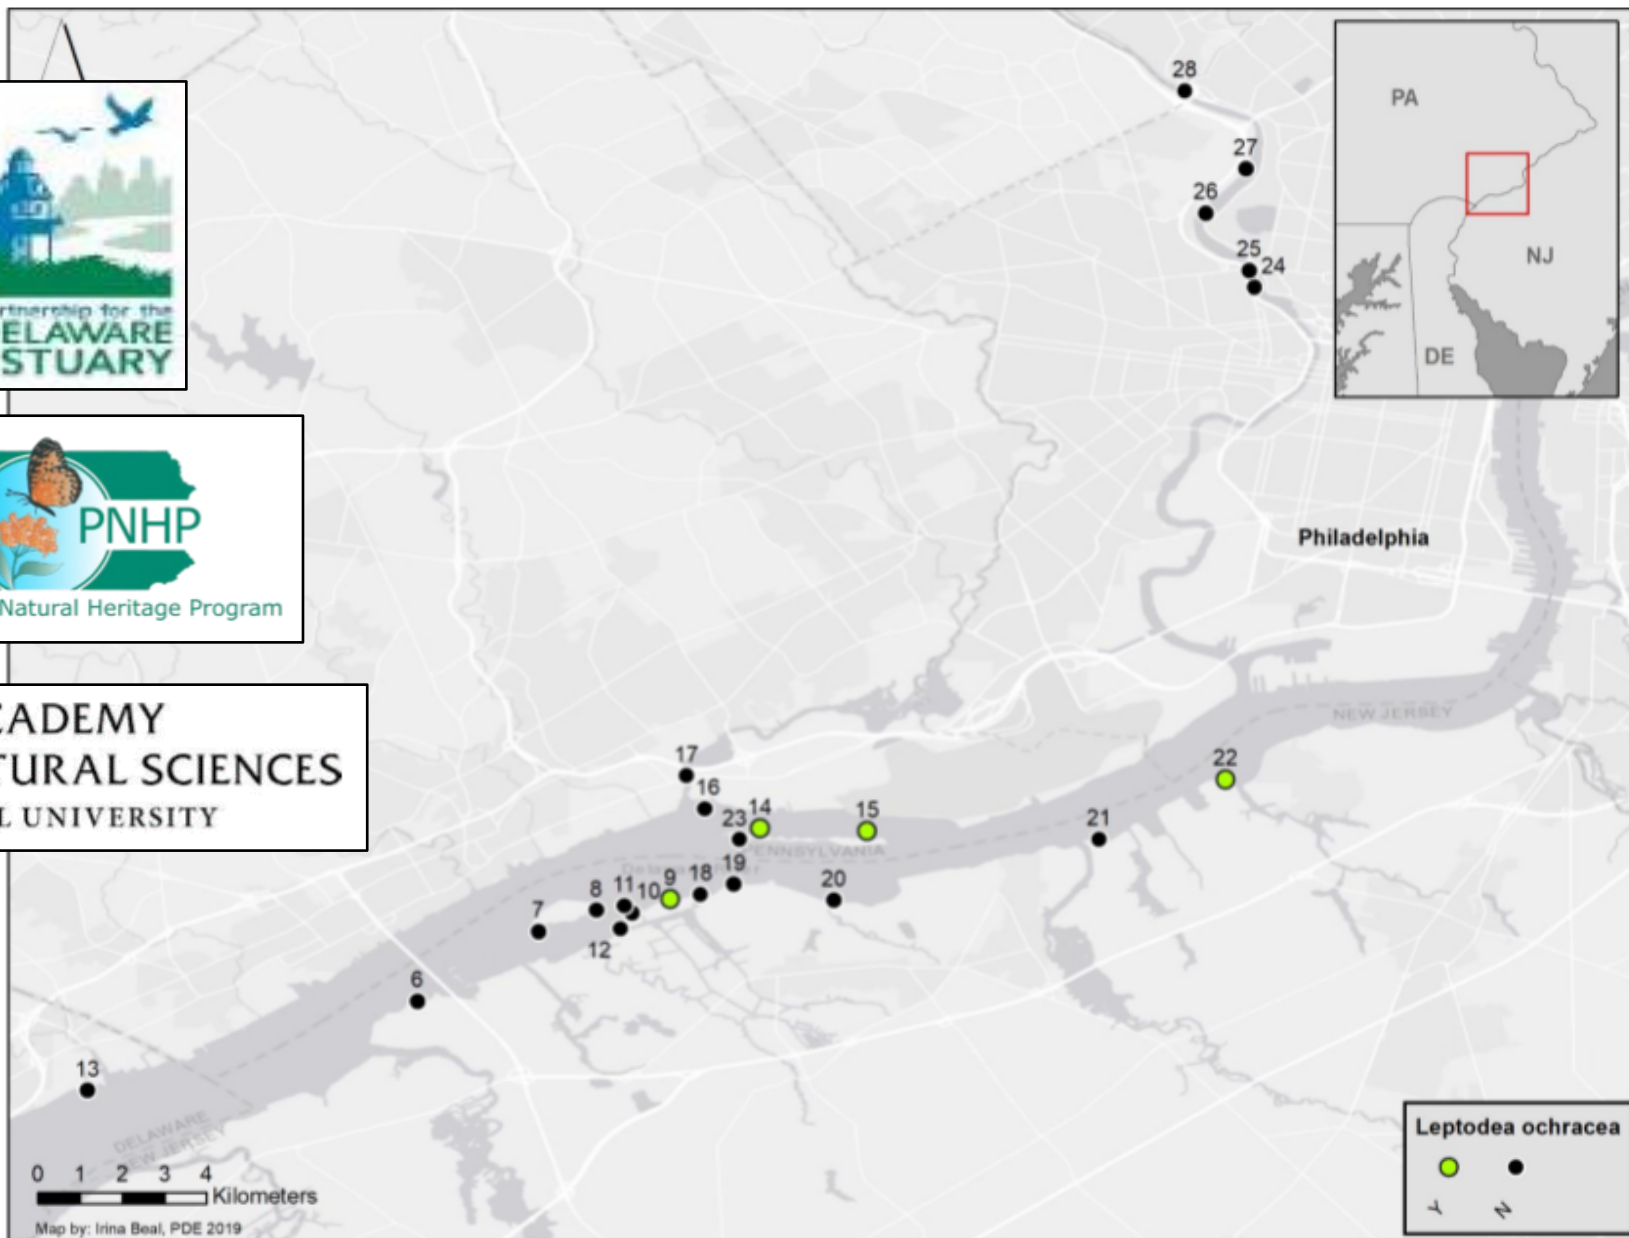 28
PA
27
26
25
24
NJ
DE
rtnership for the
ELAWARE
STUARY
PNHP
Natural Heritage Program
Philadelphia
CADEMY
TURAL SCIENCES
L UNIVERSITY
NEW JERSEY
17
22
16
14
15
23
21
PENNSYLVANIA
19
18
9
20
10
11
8
7
12
6
13
DELAWARE
NEW JERSEY
0 1 2 3 4
Kilometers
Map by: Irina Beal, PDE 2019
Leptodea ochracea
Y
N